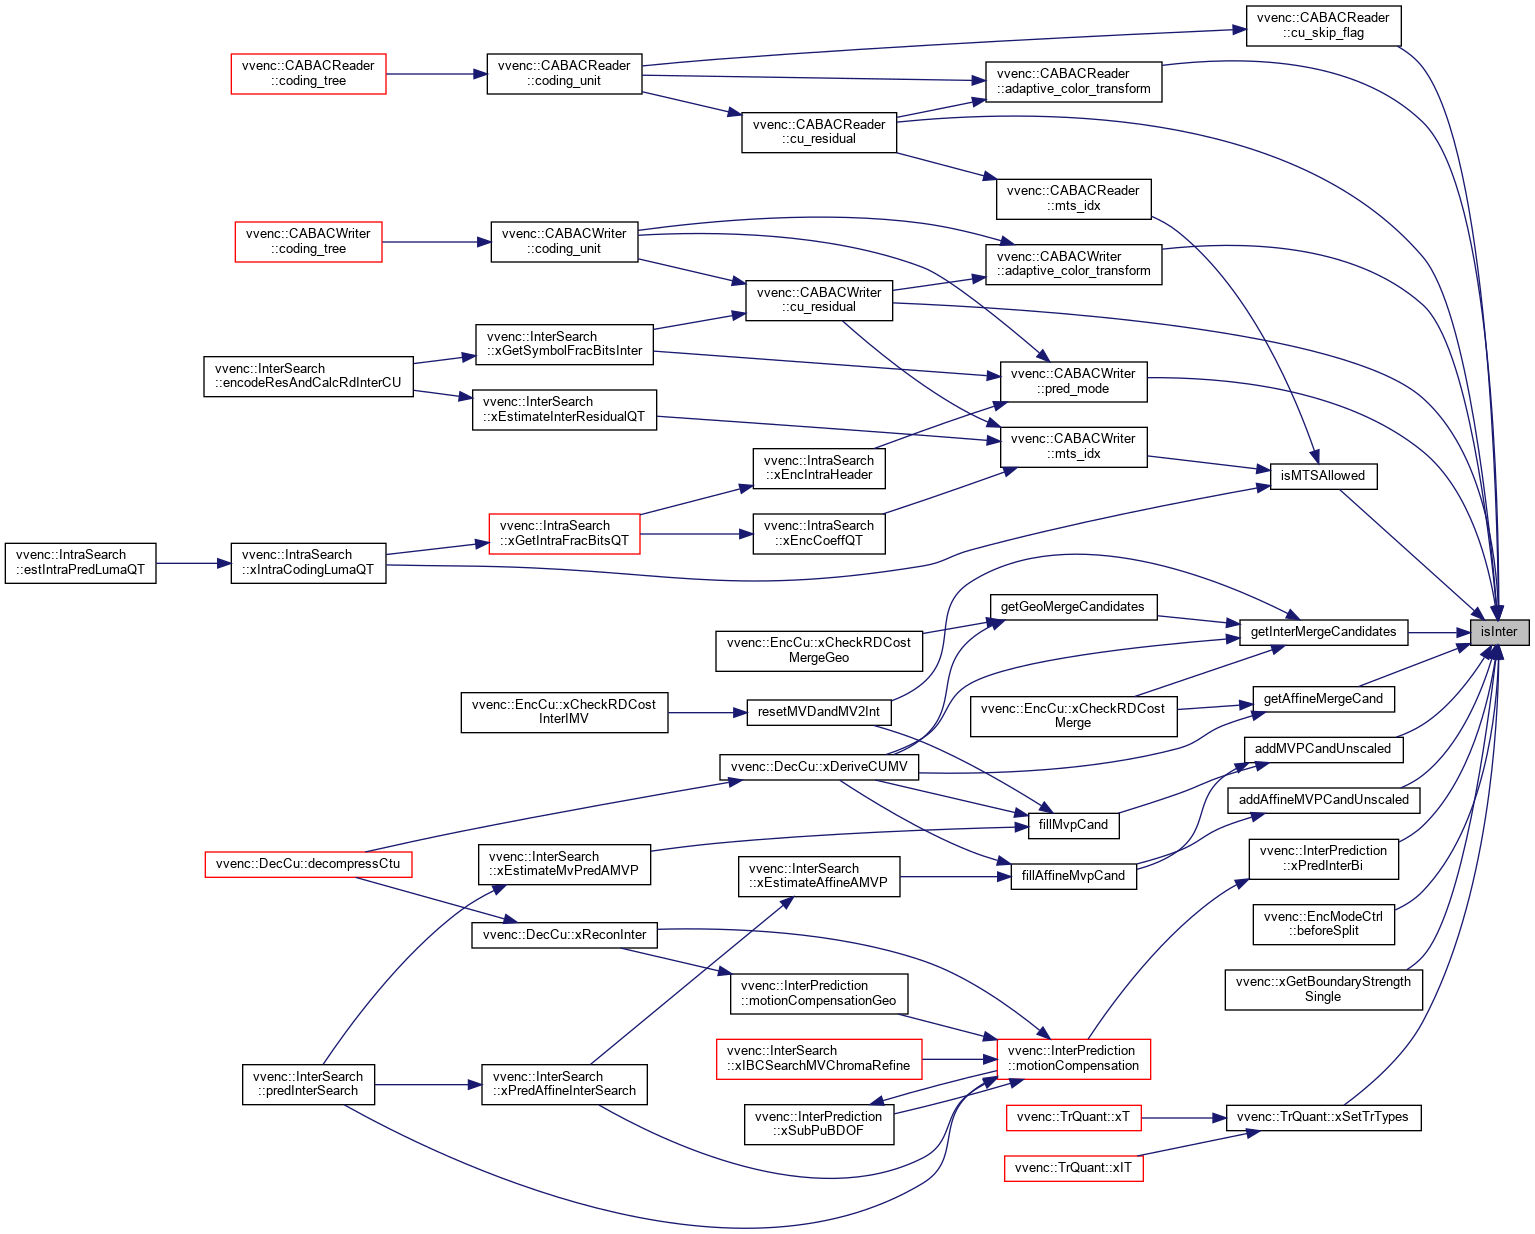 vvenc::CABACReader
::cu_skip_flag
vvenc::CABACReader
::coding_tree
vvenc::CABACReader
::coding_unit
vvenc::CABACReader
::adaptive_color_transform
vvenc::CABACReader
::cu_residual
vvenc::CABACReader
::mts_idx
vvenc::CABACWriter
::coding_tree
vvenc::CABACWriter
::coding_unit
vvenc::CABACWriter
::adaptive_color_transform
vvenc::CABACWriter
::cu_residual
vvenc::InterSearch
::xGetSymbolFracBitsInter
vvenc::InterSearch
::encodeResAndCalcRdInterCU
vvenc::CABACWriter
::pred_mode
vvenc::InterSearch
::xEstimateInterResidualQT
vvenc::CABACWriter
::mts_idx
vvenc::IntraSearch
::xEncIntraHeader
isMTSAllowed
vvenc::IntraSearch
::xGetIntraFracBitsQT
vvenc::IntraSearch
::xEncCoeffQT
vvenc::IntraSearch
::estIntraPredLumaQT
vvenc::IntraSearch
::xIntraCodingLumaQT
getGeoMergeCandidates
vvenc::EncCu::xCheckRDCost
MergeGeo
getInterMergeCandidates
isInter
vvenc::EncCu::xCheckRDCost
InterIMV
resetMVDandMV2Int
vvenc::EncCu::xCheckRDCost
Merge
getAffineMergeCand
addMVPCandUnscaled
vvenc::DecCu::xDeriveCUMV
addAffineMVPCandUnscaled
fillMvpCand
vvenc::DecCu::decompressCtu
vvenc::InterSearch
::xEstimateMvPredAMVP
vvenc::InterSearch
::xEstimateAffineAMVP
fillAffineMvpCand
vvenc::InterPrediction
::xPredInterBi
vvenc::DecCu::xReconInter
vvenc::EncModeCtrl
::beforeSplit
vvenc::InterPrediction
::motionCompensationGeo
vvenc::xGetBoundaryStrength
Single
vvenc::InterSearch
::xIBCSearchMVChromaRefine
vvenc::InterPrediction
::motionCompensation
vvenc::InterSearch
::predInterSearch
vvenc::InterSearch
::xPredAffineInterSearch
vvenc::InterPrediction
::xSubPuBDOF
vvenc::TrQuant::xT
vvenc::TrQuant::xSetTrTypes
vvenc::TrQuant::xIT